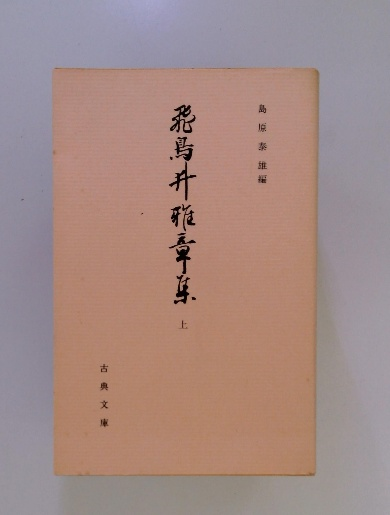 島原泰雄編
飛鳥井雅章集
上
古典文庫